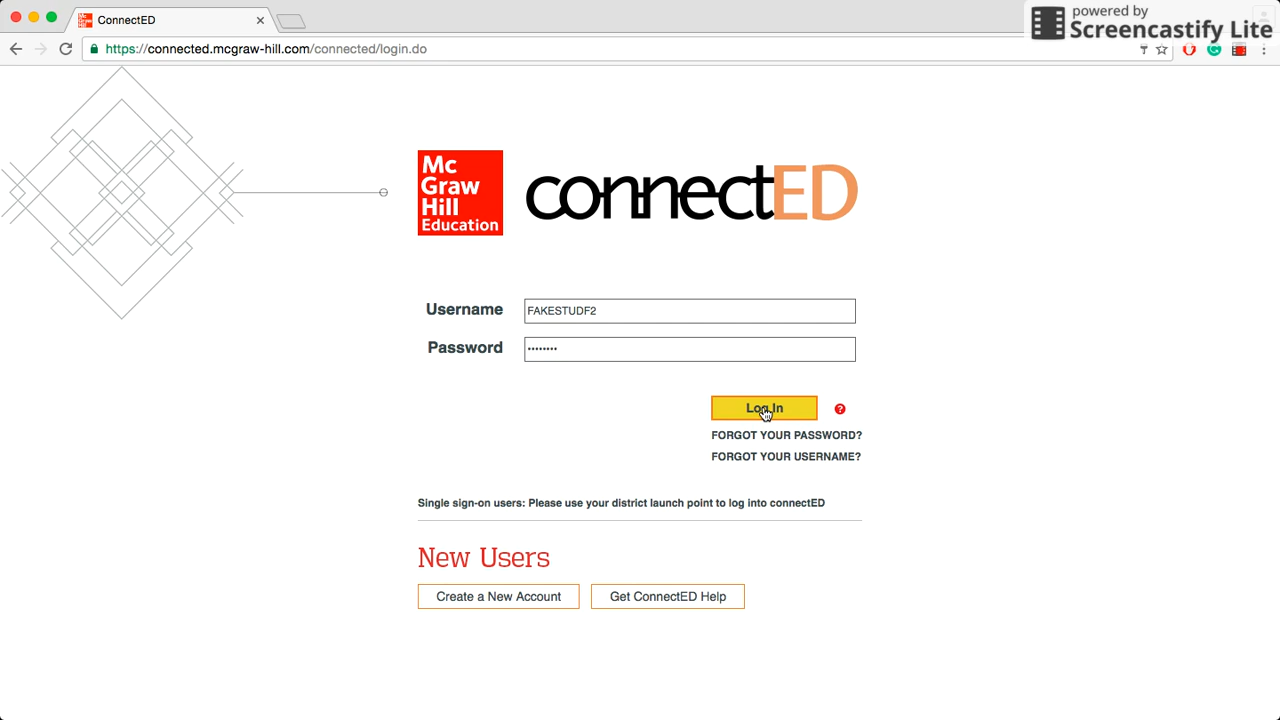 ConnectED
powered by
Screencastify Lite
https://connected.mcgraw-hill.com/connected/login.do
Mc
Graw
Hill
Education
connectED
Username FAKESTUDF2
Password ••••••••
Log In ?
FORGOT YOUR PASSWORD?
FORGOT YOUR USERNAME?
Single sign-on users: Please use your district launch point to log into connectED
New Users
Create a New Account Get ConnectED Help